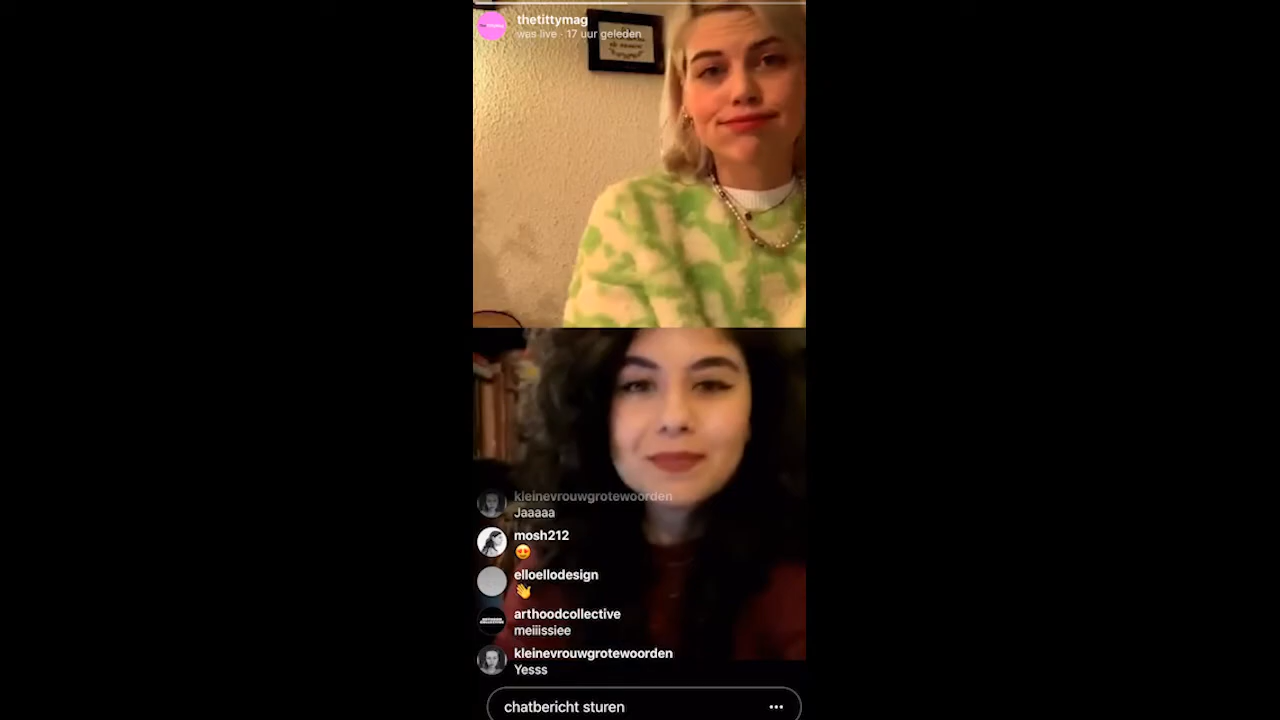 thetittymag
was live · 17 uur geleden
kleinevrouwgrotewoorden
Jaaaaa
mosh212
😍
elloellodesign
👋
arthoodcollective
meiiissiee
kleinevrouwgrotewoorden
Yesss
chatbericht sturen